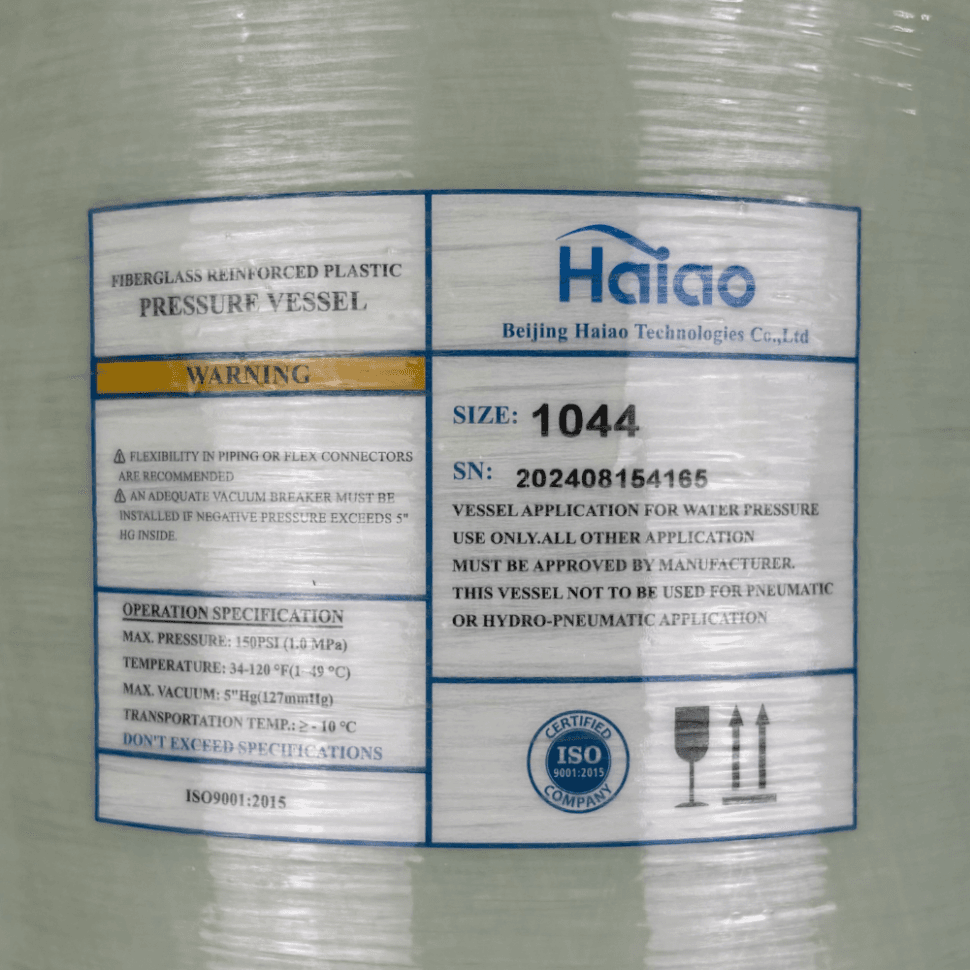 FIBERGLASS REINFORCED PLASTIC
PRESSURE VESSEL
WARNING
FLEXIBILITY IN PIPING OR FLEX CONNECTORS
ARE RECOMMENDED
AN ADEQUATE VACUUM BREAKER MUST BE
INSTALLED IF NEGATIVE PRESSURE EXCEEDS 5"
HG INSIDE.
OPERATION SPECIFICATION
MAX. PRESSURE: 150PSI (1.0 MPa)
TEMPERATURE: 34-120 °F(1-49 °C)
MAX. VACUUM: 5"Hg(127mmHg)
TRANSPORTATION TEMP.: ≥ - 10 °C
DON'T EXCEED SPECIFICATIONS
ISO9001:2015
Haiao
Beijing Haiao Technologies Co.,Ltd
SIZE: 1044
SN: 202408154165
VESSEL APPLICATION FOR WATER PRESSURE
USE ONLY.ALL OTHER APPLICATION
MUST BE APPROVED BY MANUFACTURER.
THIS VESSEL NOT TO BE USED FOR PNEUMATIC
OR HYDRO-PNEUMATIC APPLICATION
CERTIFIED
ISO
9001:2015
COMPANY